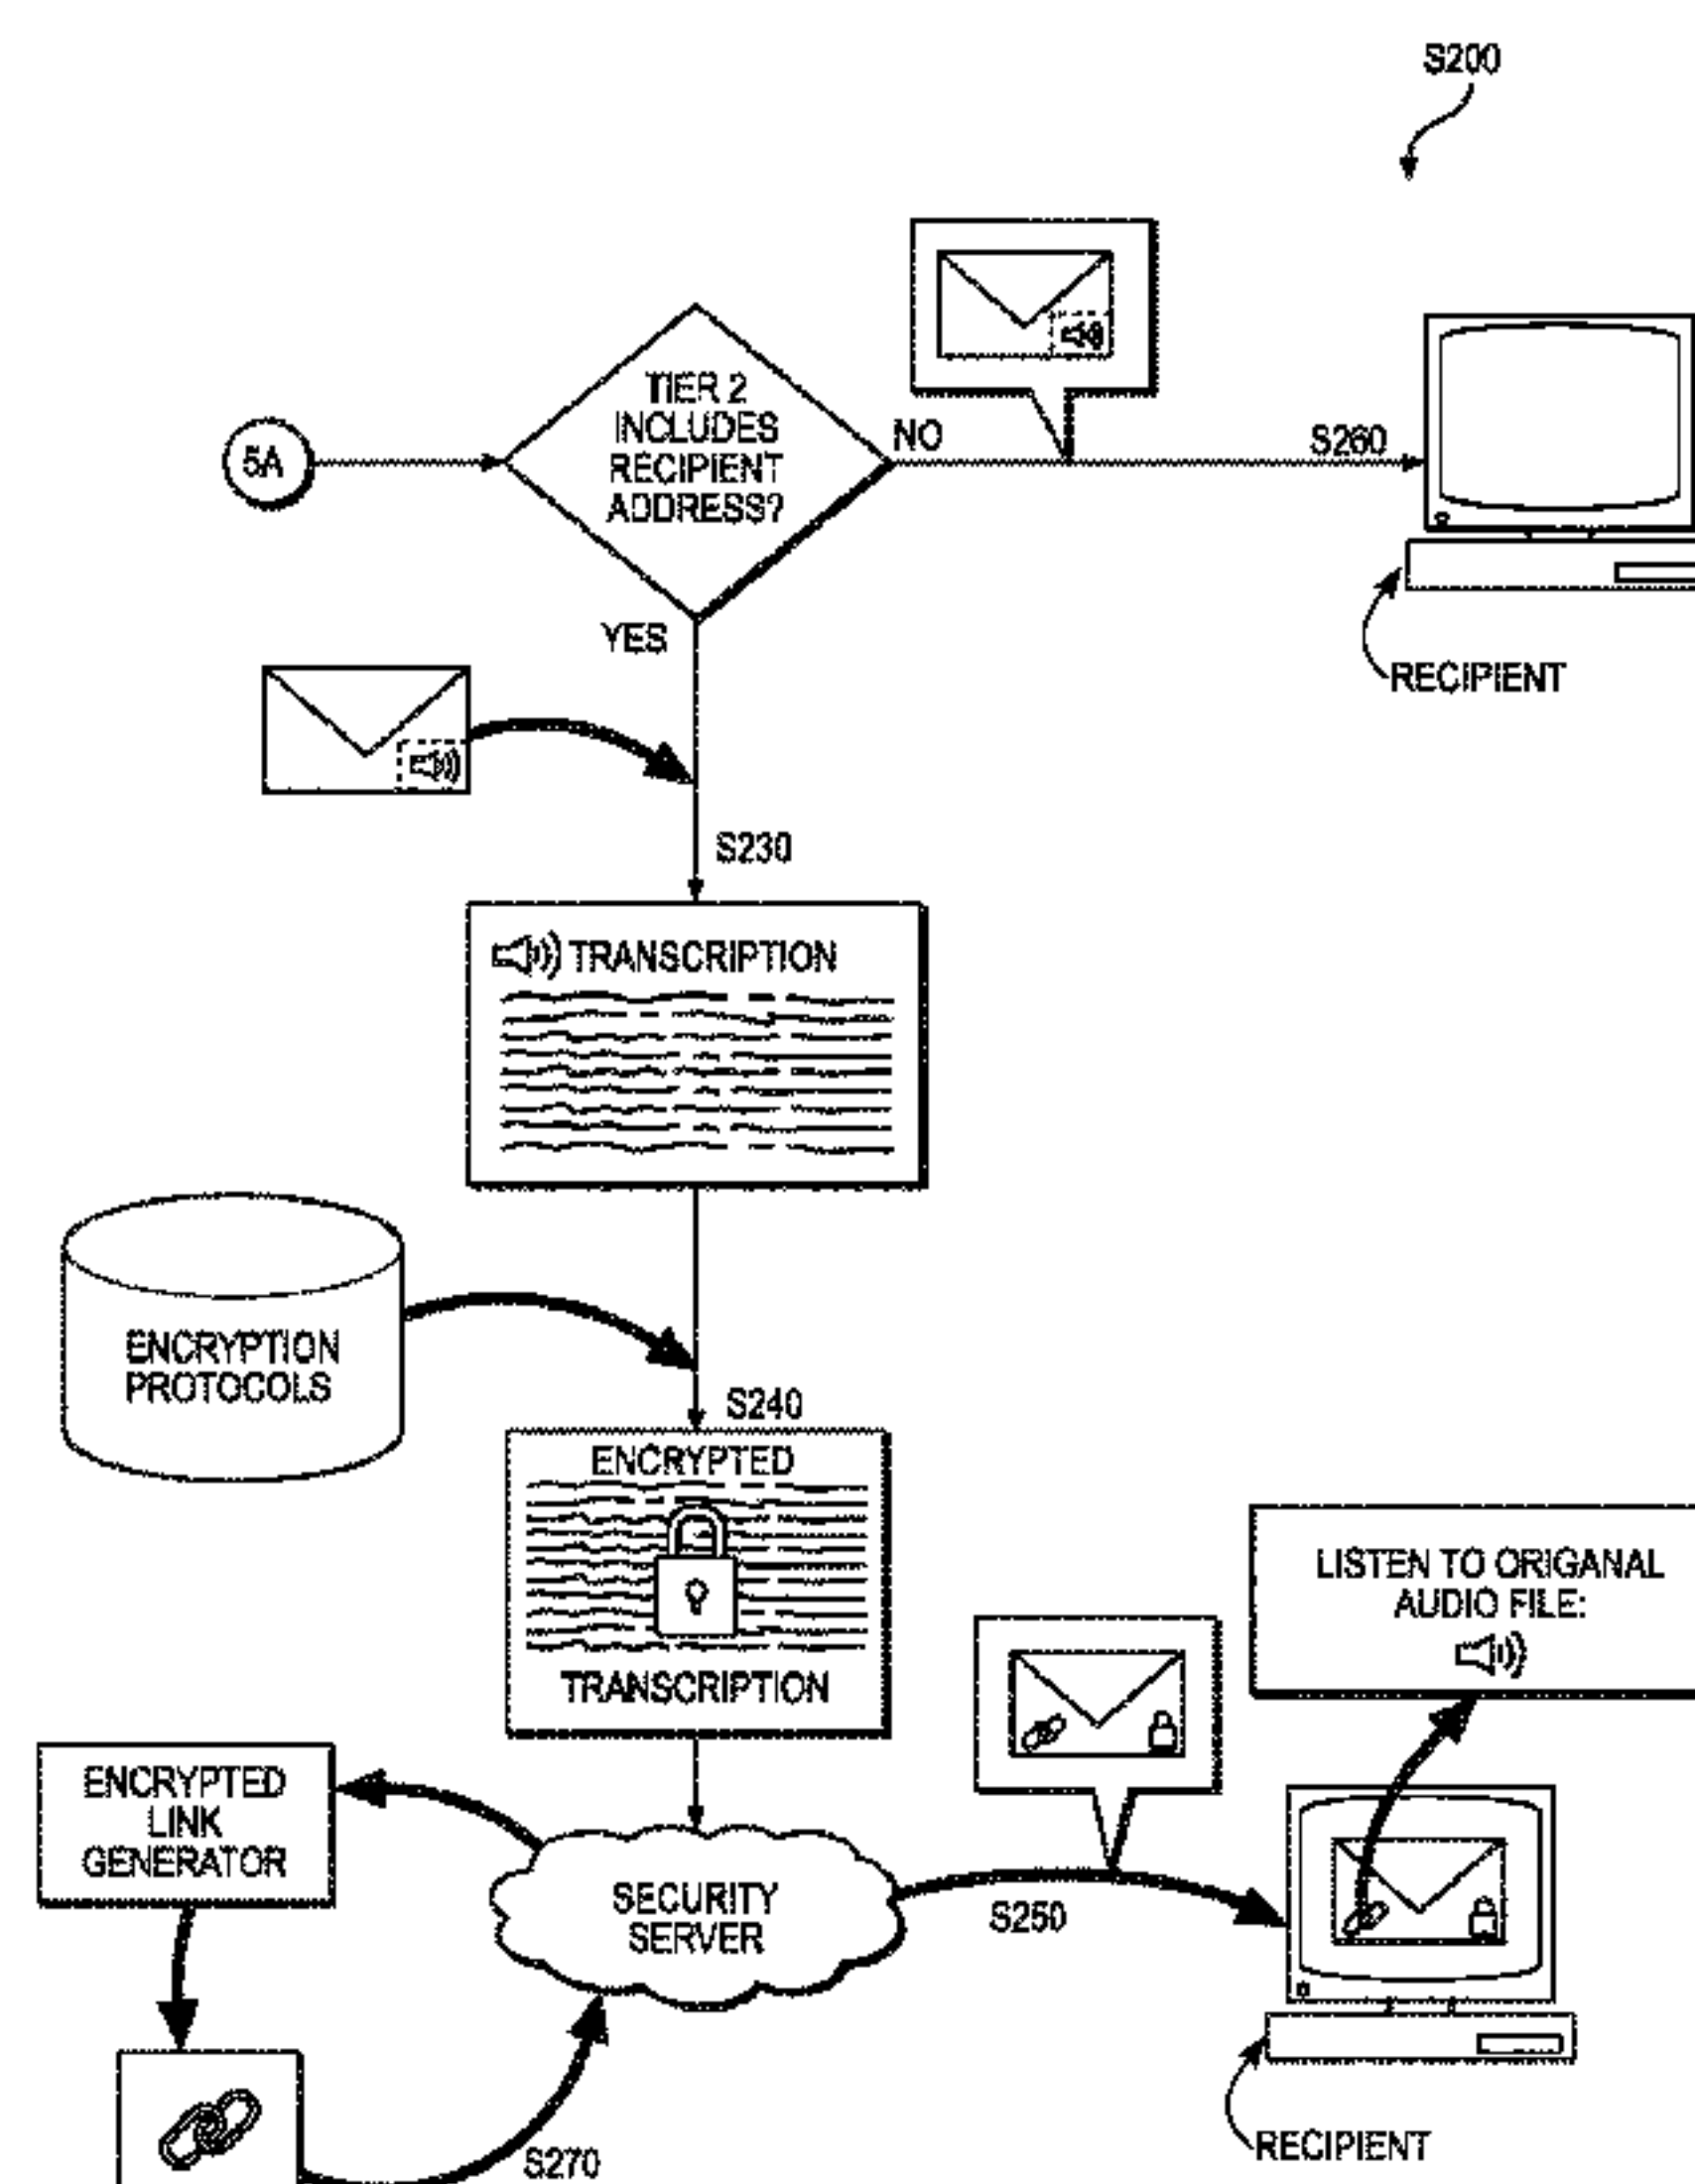 S200
TIER 2
INCLUDES
RECIPIENT
ADDRESS?
5A
NO
S260
YES
RECIPIENT
S230
TRANSCRIPTION
ENCRYPTION
PROTOCOLS
S240
ENCRYPTED
TRANSCRIPTION
LISTEN TO ORIGANAL
AUDIO FILE:
ENCRYPTED
LINK
GENERATOR
SECURITY
SERVER
S250
RECIPIENT
S270